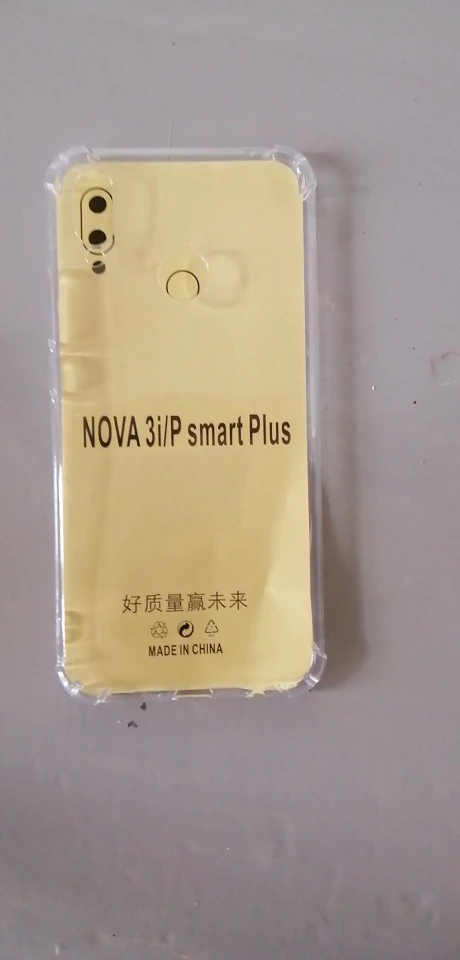 NOVA 3i/P smart Plus
好质量赢未来
MADE IN CHINA